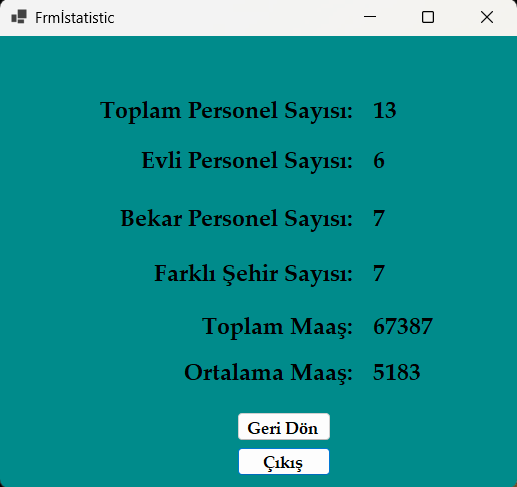 Frmİstatistic
Toplam Personel Sayısı: 13
Evli Personel Sayısı: 6
Bekar Personel Sayısı: 7
Farklı Şehir Sayısı: 7
Toplam Maaş: 67387
Ortalama Maaş: 5183
Geri Dön
Çıkış